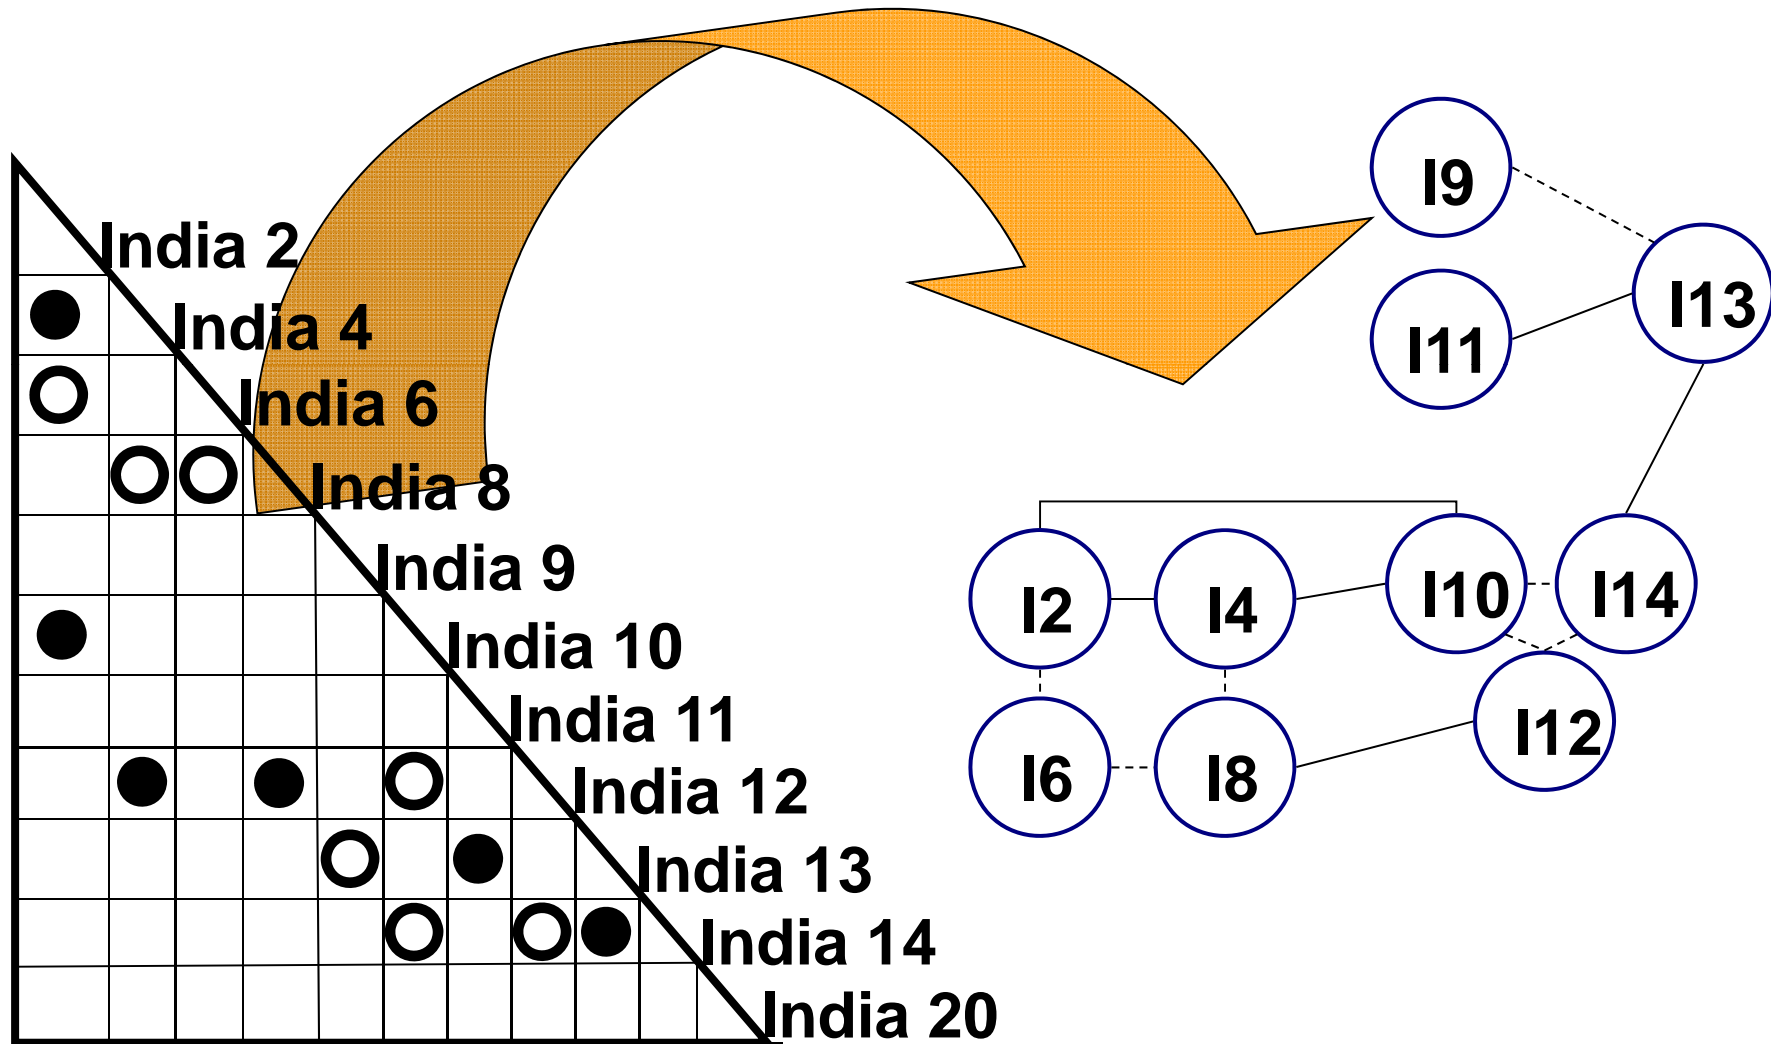 India 2
India 4
India 6
India 8
India 9
India 10
India 11
India 12
India 13
India 14
India 20
I9
I13
I11
I2
I4
I10
I14
I6
I8
I12